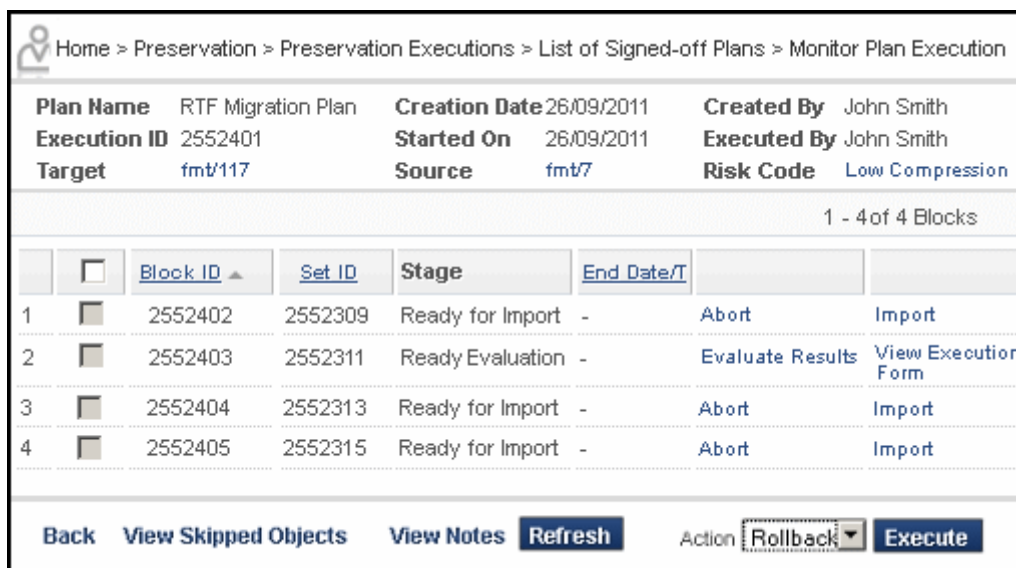 Home > Preservation > Preservation Executions > List of Signed-off Plans > Monitor Plan Execution
Plan Name RTF Migration Plan Creation Date 26/09/2011 Created By John Smith
Execution ID 2552401 Started On 26/09/2011 Executed By John Smith
Target fmt/117 Source fmt/7 Risk Code Low Compression
1 - 4 of 4 Blocks
Block ID Set ID Stage End Date/T
1 2552402 2552309 Ready for Import - Abort Import
2 2552403 2552311 Ready Evaluation - Evaluate Results View Execution Form
3 2552404 2552313 Ready for Import - Abort Import
4 2552405 2552315 Ready for Import - Abort Import
Back View Skipped Objects View Notes Refresh Action Rollback Execute